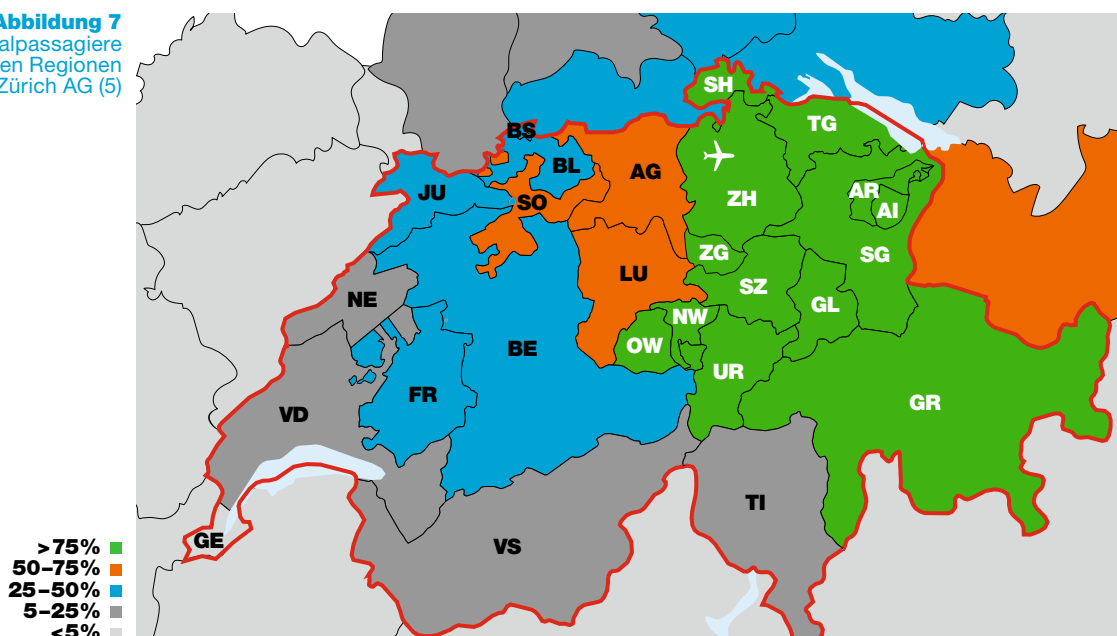 Abbildung 7
alpassagiere
en Regionen
Zürich AG (5)
SH
TG
BS
BL
AG
JU
SO
ZH
AR
AI
ZG
SG
LU
SZ
NE
GL
NW
OW
BE
UR
FR
GR
VD
TI
GE
VS
>75%
50–75%
25–50%
5–25%
<5%